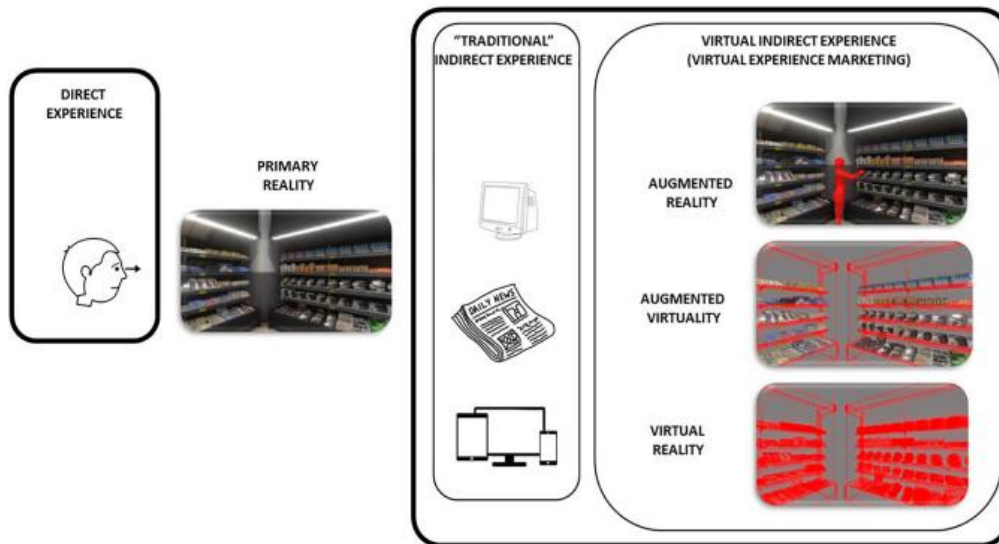 DIRECT
EXPERIENCE
PRIMARY
REALITY
“TRADITIONAL”
INDIRECT EXPERIENCE
DAILY NEWS
VIRTUAL INDIRECT EXPERIENCE
(VIRTUAL EXPERIENCE MARKETING)
AUGMENTED
REALITY
AUGMENTED
VIRTUALITY
VIRTUAL
REALITY